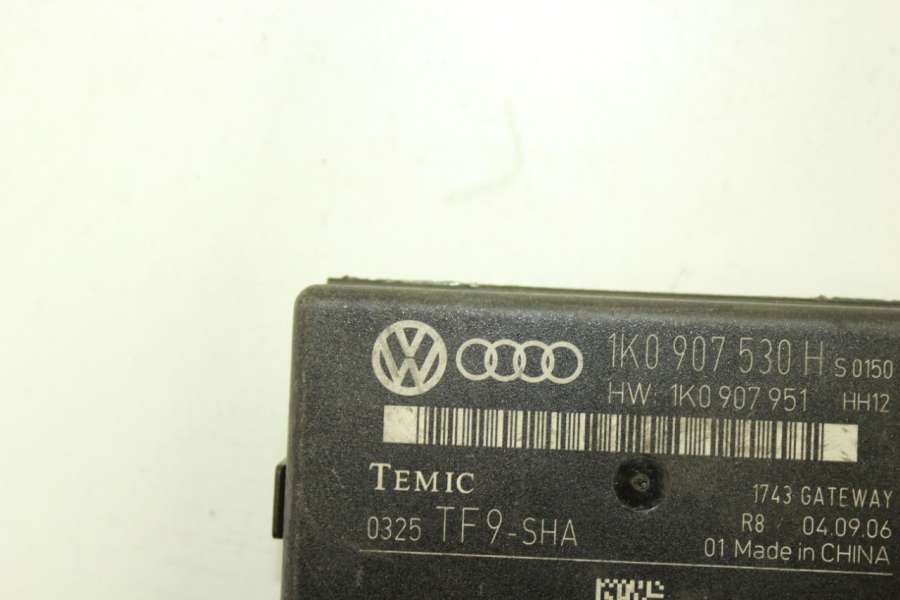 1K0 907 530 H S 0150
HW: 1K0 907 951 HH12
TEMIC
1743 GATEWAY
0325 TF9-SHA
R8 04.09.06
01 Made in CHINA